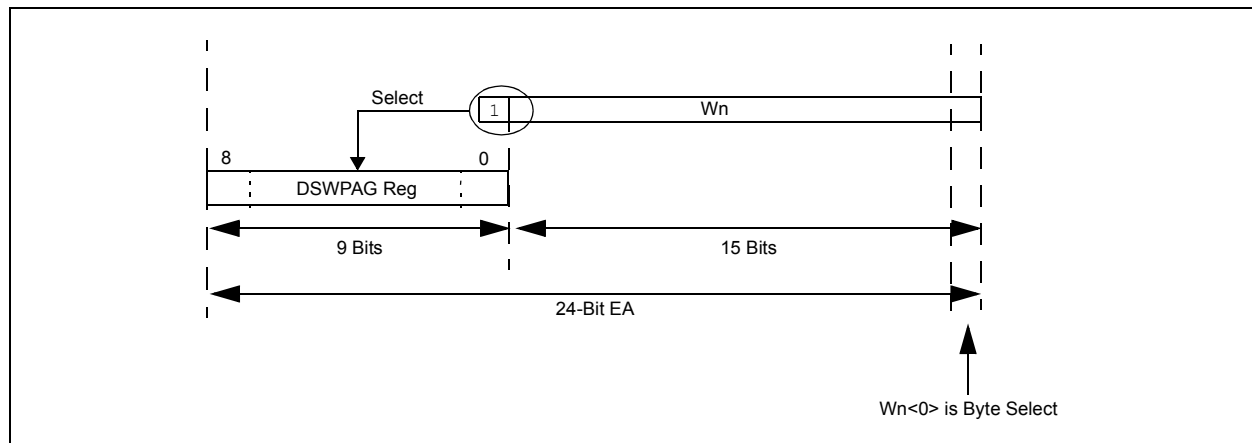 Select
1
Wn
8
0
DSWPAG Reg
9 Bits
15 Bits
24-Bit EA
Wn<0> is Byte Select